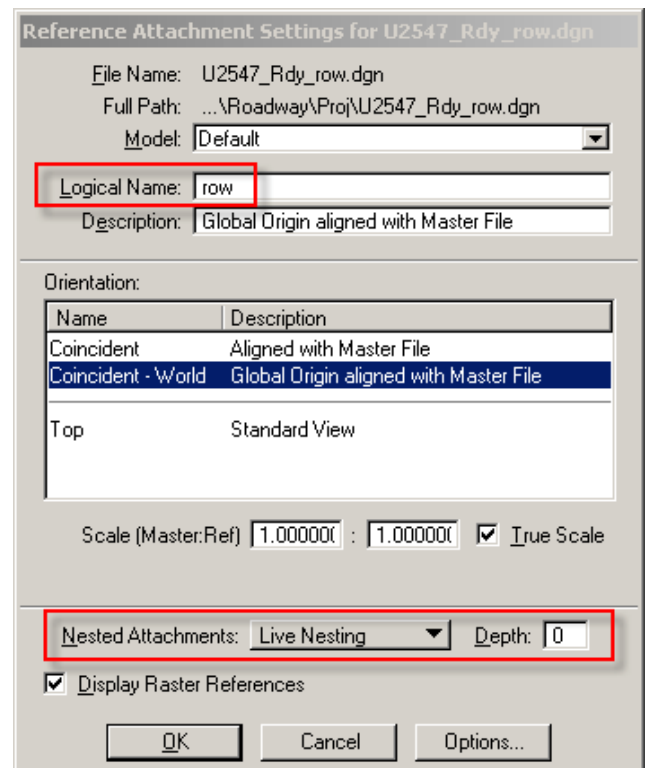 Reference Attachment Settings for U2547_Rdy_row.dgn
File Name: U2547_Rdy_row.dgn
Full Path: ...\Roadway\Proj\U2547_Rdy_row.dgn
Model: Default
Logical Name: row
Description: Global Origin aligned with Master File
Orientation:
Name Description
Coincident Aligned with Master File
Coincident - World Global Origin aligned with Master File
Top Standard View
Scale (Master:Ref) 1.00000( : 1.00000( True Scale
Nested Attachments: Live Nesting Depth: 0
Display Raster References
OK Cancel Options...